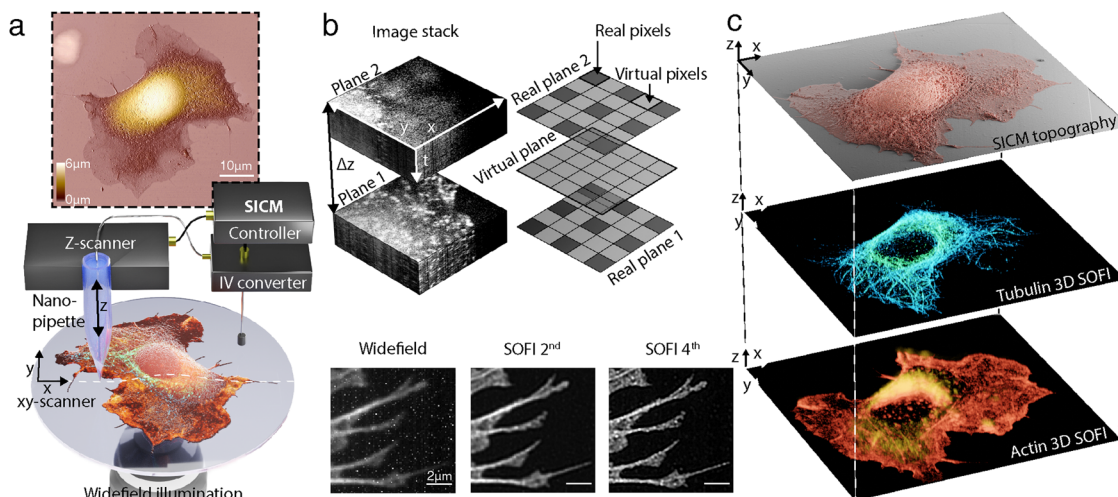 a
6µm
0µm
10µm
SICM
Controller
Z-scanner
IV converter
Nano-
pipette
z
y
x
xy-scanner
Widefield illumination
b
Image stack
Plane 2
y
x
t
Δz
Plane 1
Real pixels
Virtual pixels
Real plane 2
Virtual plane
Real plane 1
Widefield
SOFI 2nd
SOFI 4th
2µm
c
z
x
y
SICM topography
z
x
y
Tubulin 3D SOFI
z
x
y
Actin 3D SOFI